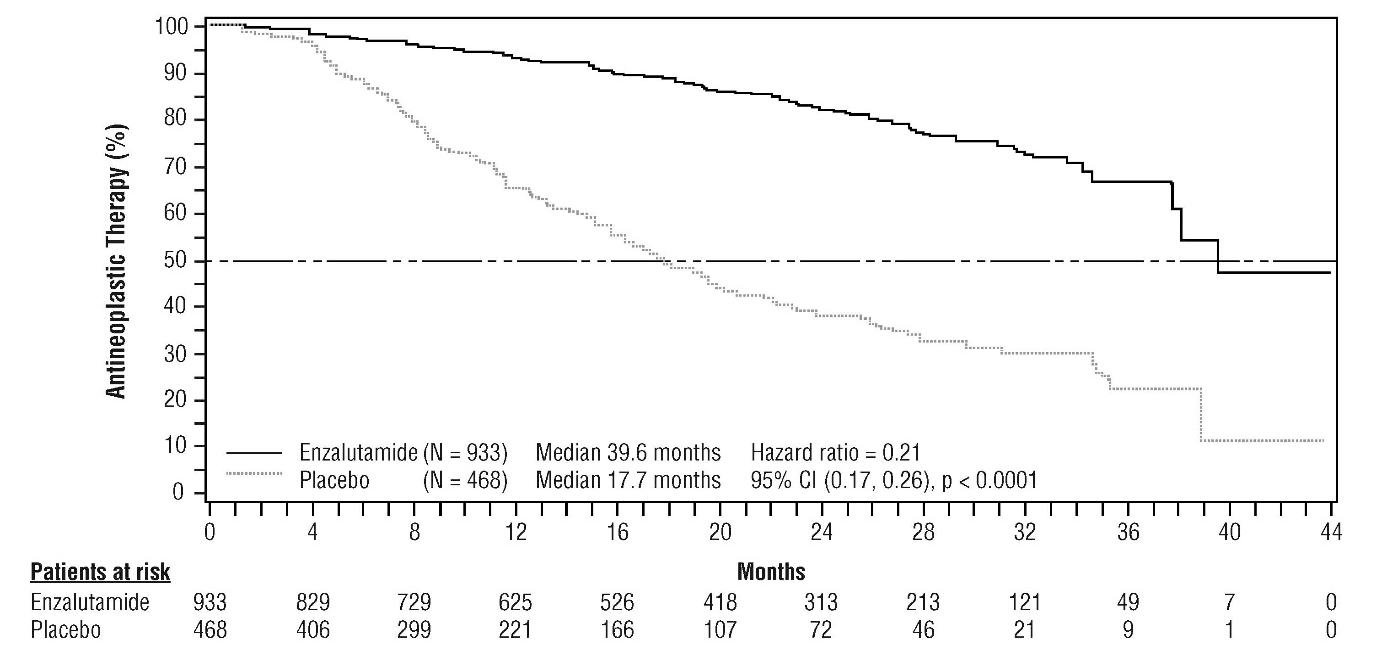 Antineoplastic Therapy (%)
100
90
80
70
60
50
40
30
20
10
0
Enzalutamide (N = 933) Median 39.6 months Hazard ratio = 0.21
Placebo (N = 468) Median 17.7 months 95% CI (0.17, 0.26), p < 0.0001
0 4 8 12 16 20 24 28 32 36 40 44
Patients at risk Months
Enzalutamide 933 829 729 625 526 418 313 213 121 49 7 0
Placebo 468 406 299 221 166 107 72 46 21 9 1 0